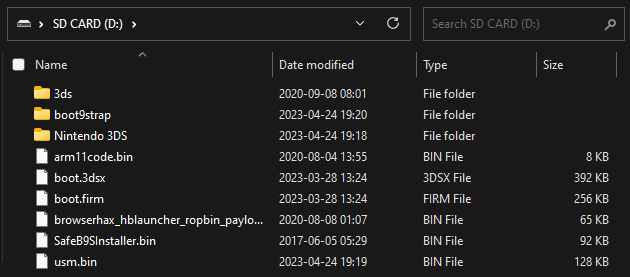 SD CARD (D:)
Search SD CARD (D:)
Name Date modified Type Size
3ds 2020-09-08 08:01 File folder
boot9strap 2023-04-24 19:20 File folder
Nintendo 3DS 2023-04-24 19:18 File folder
arm11code.bin 2020-08-04 13:55 BIN File 8 KB
boot.3dsx 2023-03-28 13:24 3DSX File 392 KB
boot.firm 2023-03-28 13:24 FIRM File 256 KB
browserhax_hblauncher_ropbin_paylo... 2020-08-08 01:07 BIN File 65 KB
SafeB9SInstaller.bin 2017-06-05 05:29 BIN File 92 KB
usm.bin 2023-04-24 19:19 BIN File 128 KB